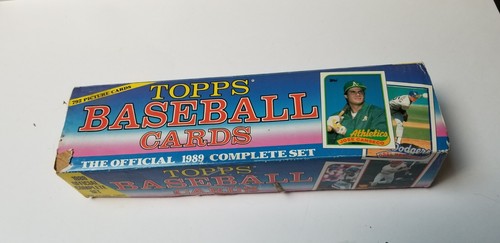 792 PICTURE CARDS
TOPPS
BASEBALL
CARDS
THE OFFICIAL 1989 COMPLETE SET
Athletics
Dodgers
TOPPS
BASEBALL